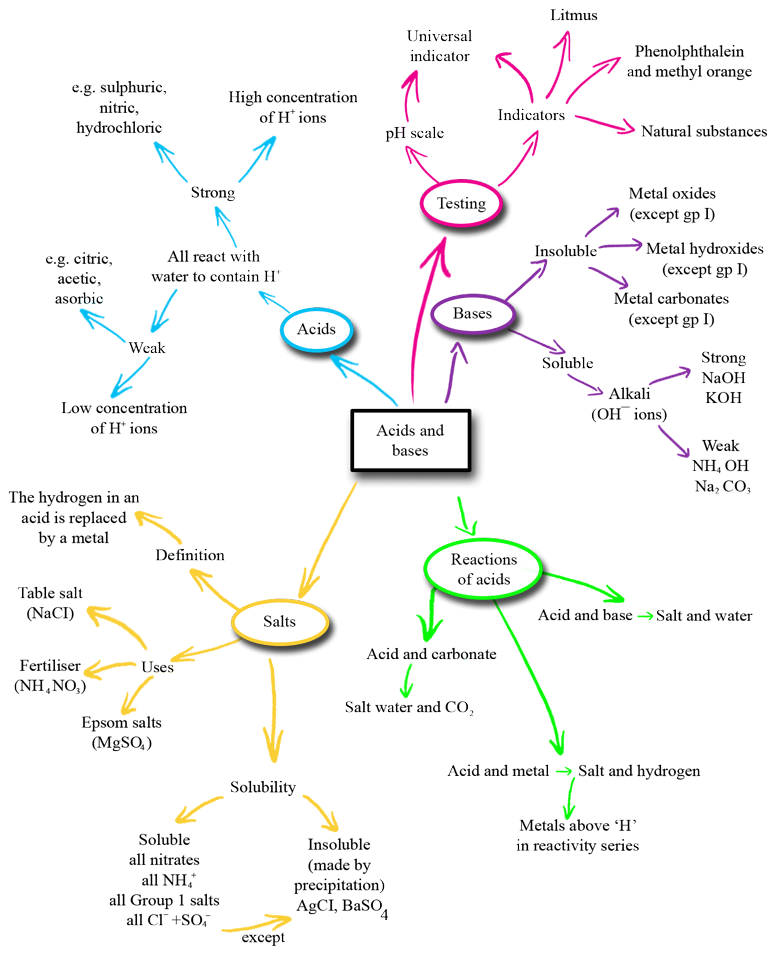 Litmus
Universal
indicator
Phenolphthalein
and methyl orange
e.g. sulphuric,
nitric,
hydrochloric
High concentration
of H⁺ ions
Indicators
pH scale
Natural substances
Strong
Testing
Metal oxides
(except gp I)
All react with
water to contain H⁺
Insoluble
Metal hydroxides
(except gp I)
e.g. citric,
acetic,
asorbic
Metal carbonates
(except gp I)
Acids
Bases
Weak
Soluble
Strong
NaOH
KOH
Alkali
(OH⁻ ions)
Low concentration
of H⁺ ions
Acids and
bases
Weak
NH₄ OH
Na₂ CO₃
The hydrogen in an
acid is replaced
by a metal
Definition
Reactions
of acids
Table salt
(NaCI)
Salts
Acid and base → Salt and water
Acid and carbonate
Fertiliser
(NH₄ NO₃)
Uses
Salt water and CO₂
Epsom salts
(MgSO₄)
Acid and metal → Salt and hydrogen
Solubility
Metals above ‘H’
in reactivity series
Soluble
all nitrates
all NH₄⁺
all Group 1 salts
all Cl⁻ +SO₄⁻
Insoluble
(made by
precipitation)
AgCI, BaSO₄
except